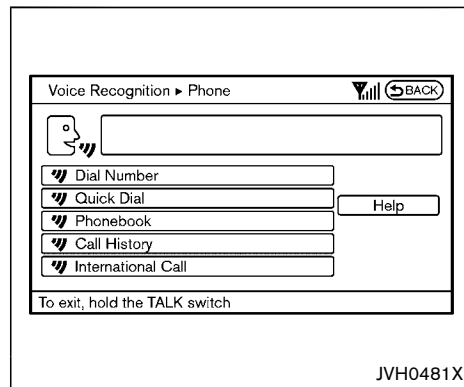 Voice Recognition ▸ Phone
BACK
Dial Number
Quick Dial
Phonebook
Call History
International Call
Help
To exit, hold the TALK switch
JVH0481X